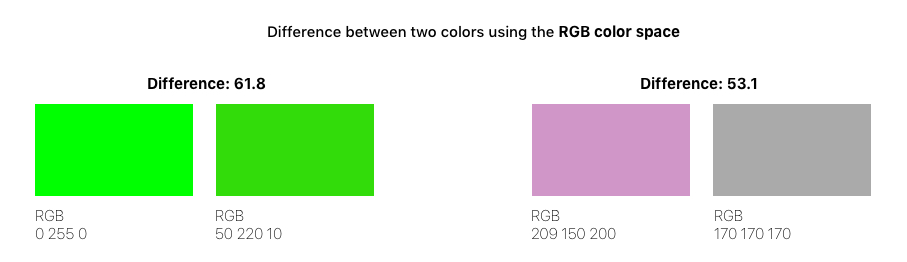 Difference between two colors using the RGB color space
Difference: 61.8
Difference: 53.1
RGB
0 255 0
RGB
50 220 10
RGB
209 150 200
RGB
170 170 170